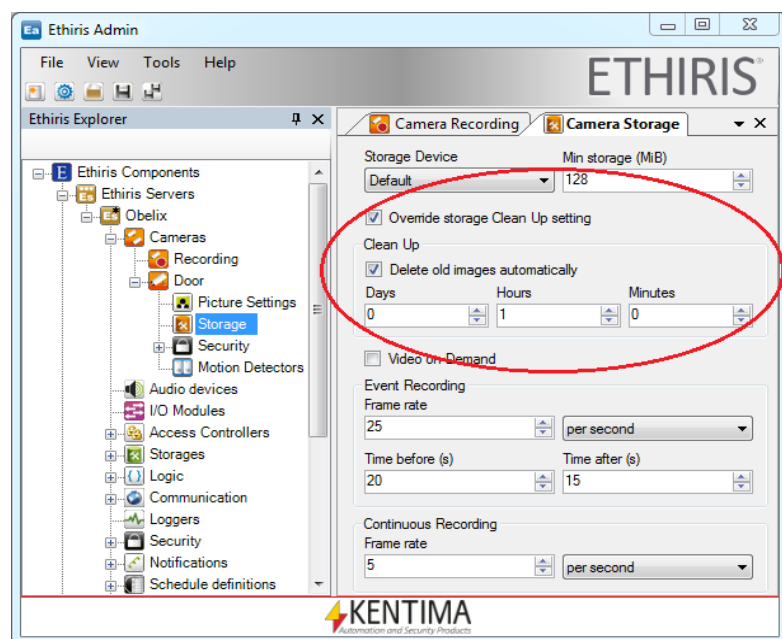 Ea Ethiris Admin
File View Tools Help
ETHIRIS®
Ethiris Explorer
Camera Recording Camera Storage
Storage Device Min storage (MiB)
Default 128
Override storage Clean Up setting
Clean Up
Delete old images automatically
Days Hours Minutes
0 1 0
Video on Demand
Event Recording
Frame rate
25 per second
Time before (s) Time after (s)
20 15
Continuous Recording
Frame rate
5 per second
E Ethiris Components
Es Ethiris Servers
Es Obelix
Cameras
Recording
Door
Picture Settings
Storage
Security
Motion Detectors
Audio devices
I/O Modules
Access Controllers
Storages
{} Logic
Communication
Loggers
Security
Notifications
Schedule definitions
KENTIMA
Automation and Security Products